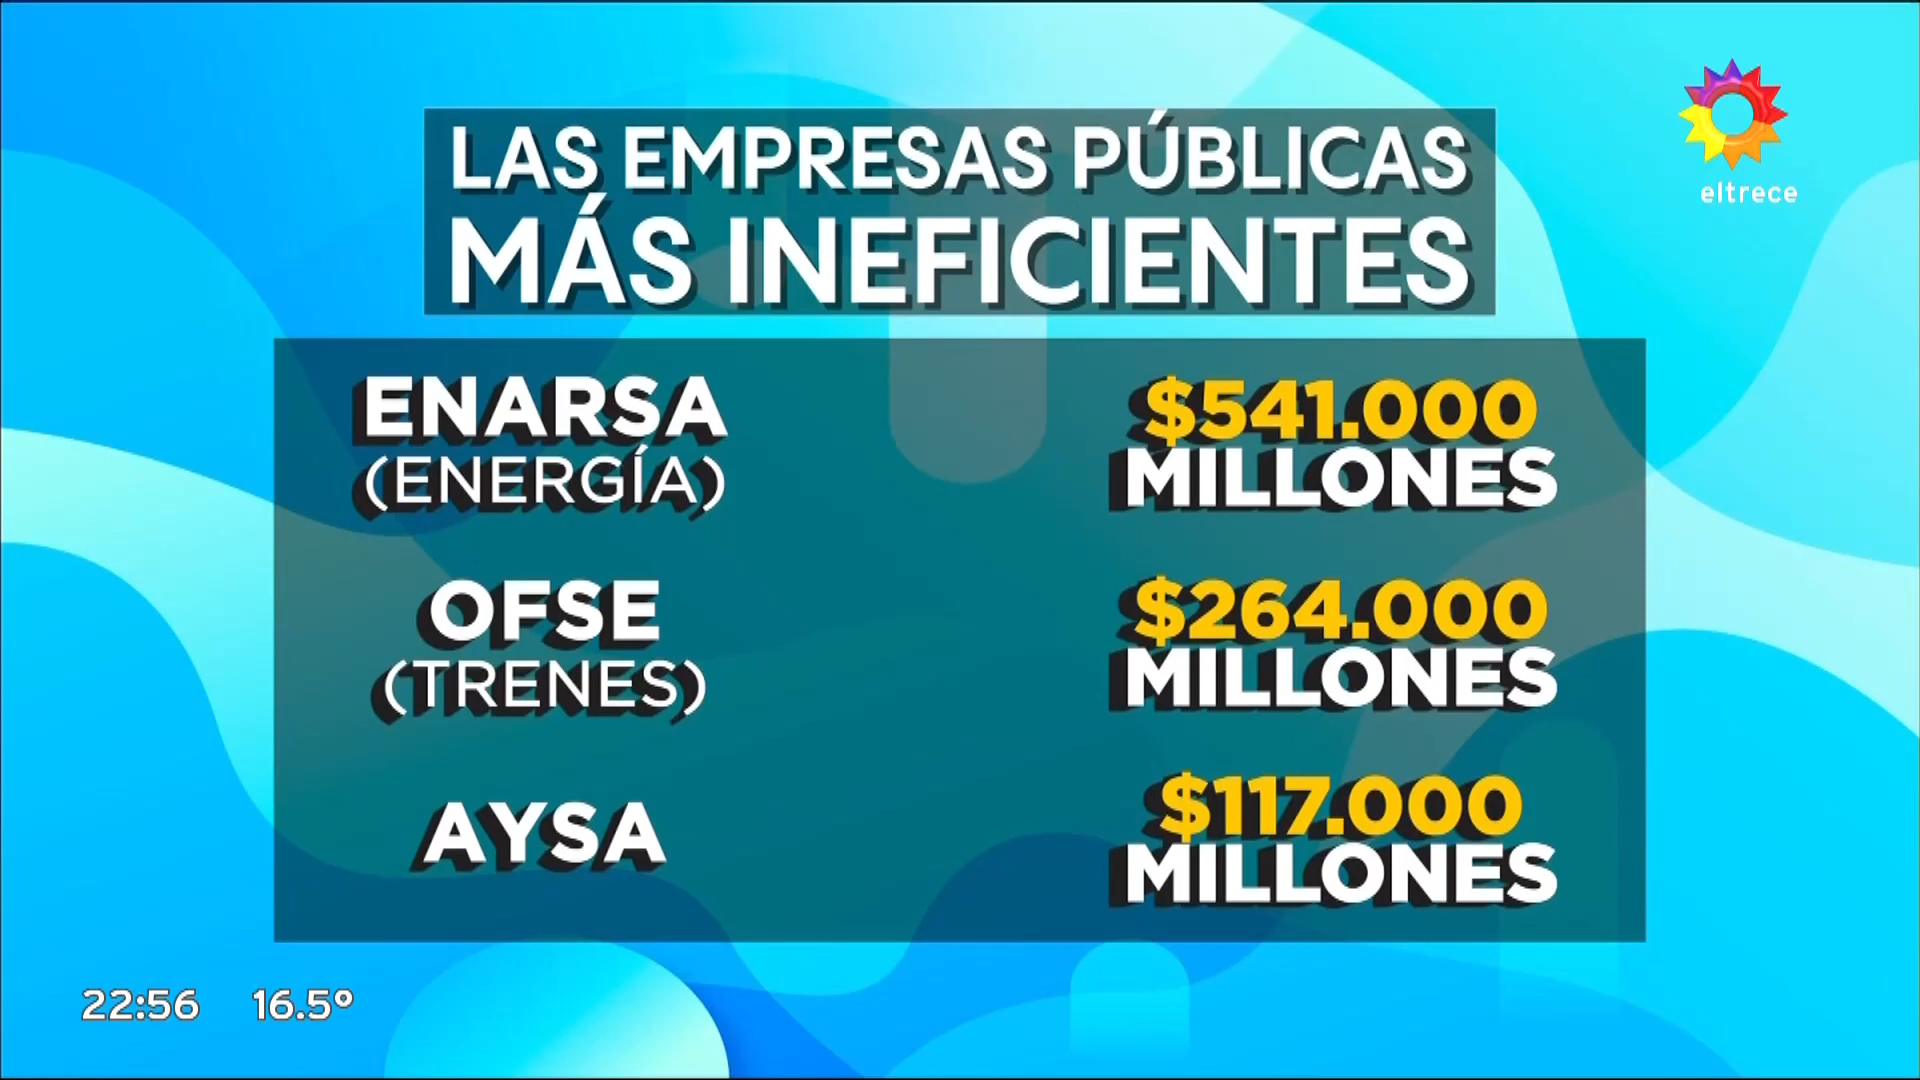 LAS EMPRESAS PÚBLICAS
MÁS INEFICIENTES
eltrece
ENARSA
(ENERGÍA)
$541.000
MILLONES
OFSE
(TRENES)
$264.000
MILLONES
AYSA
$117.000
MILLONES
22:56 16.5º